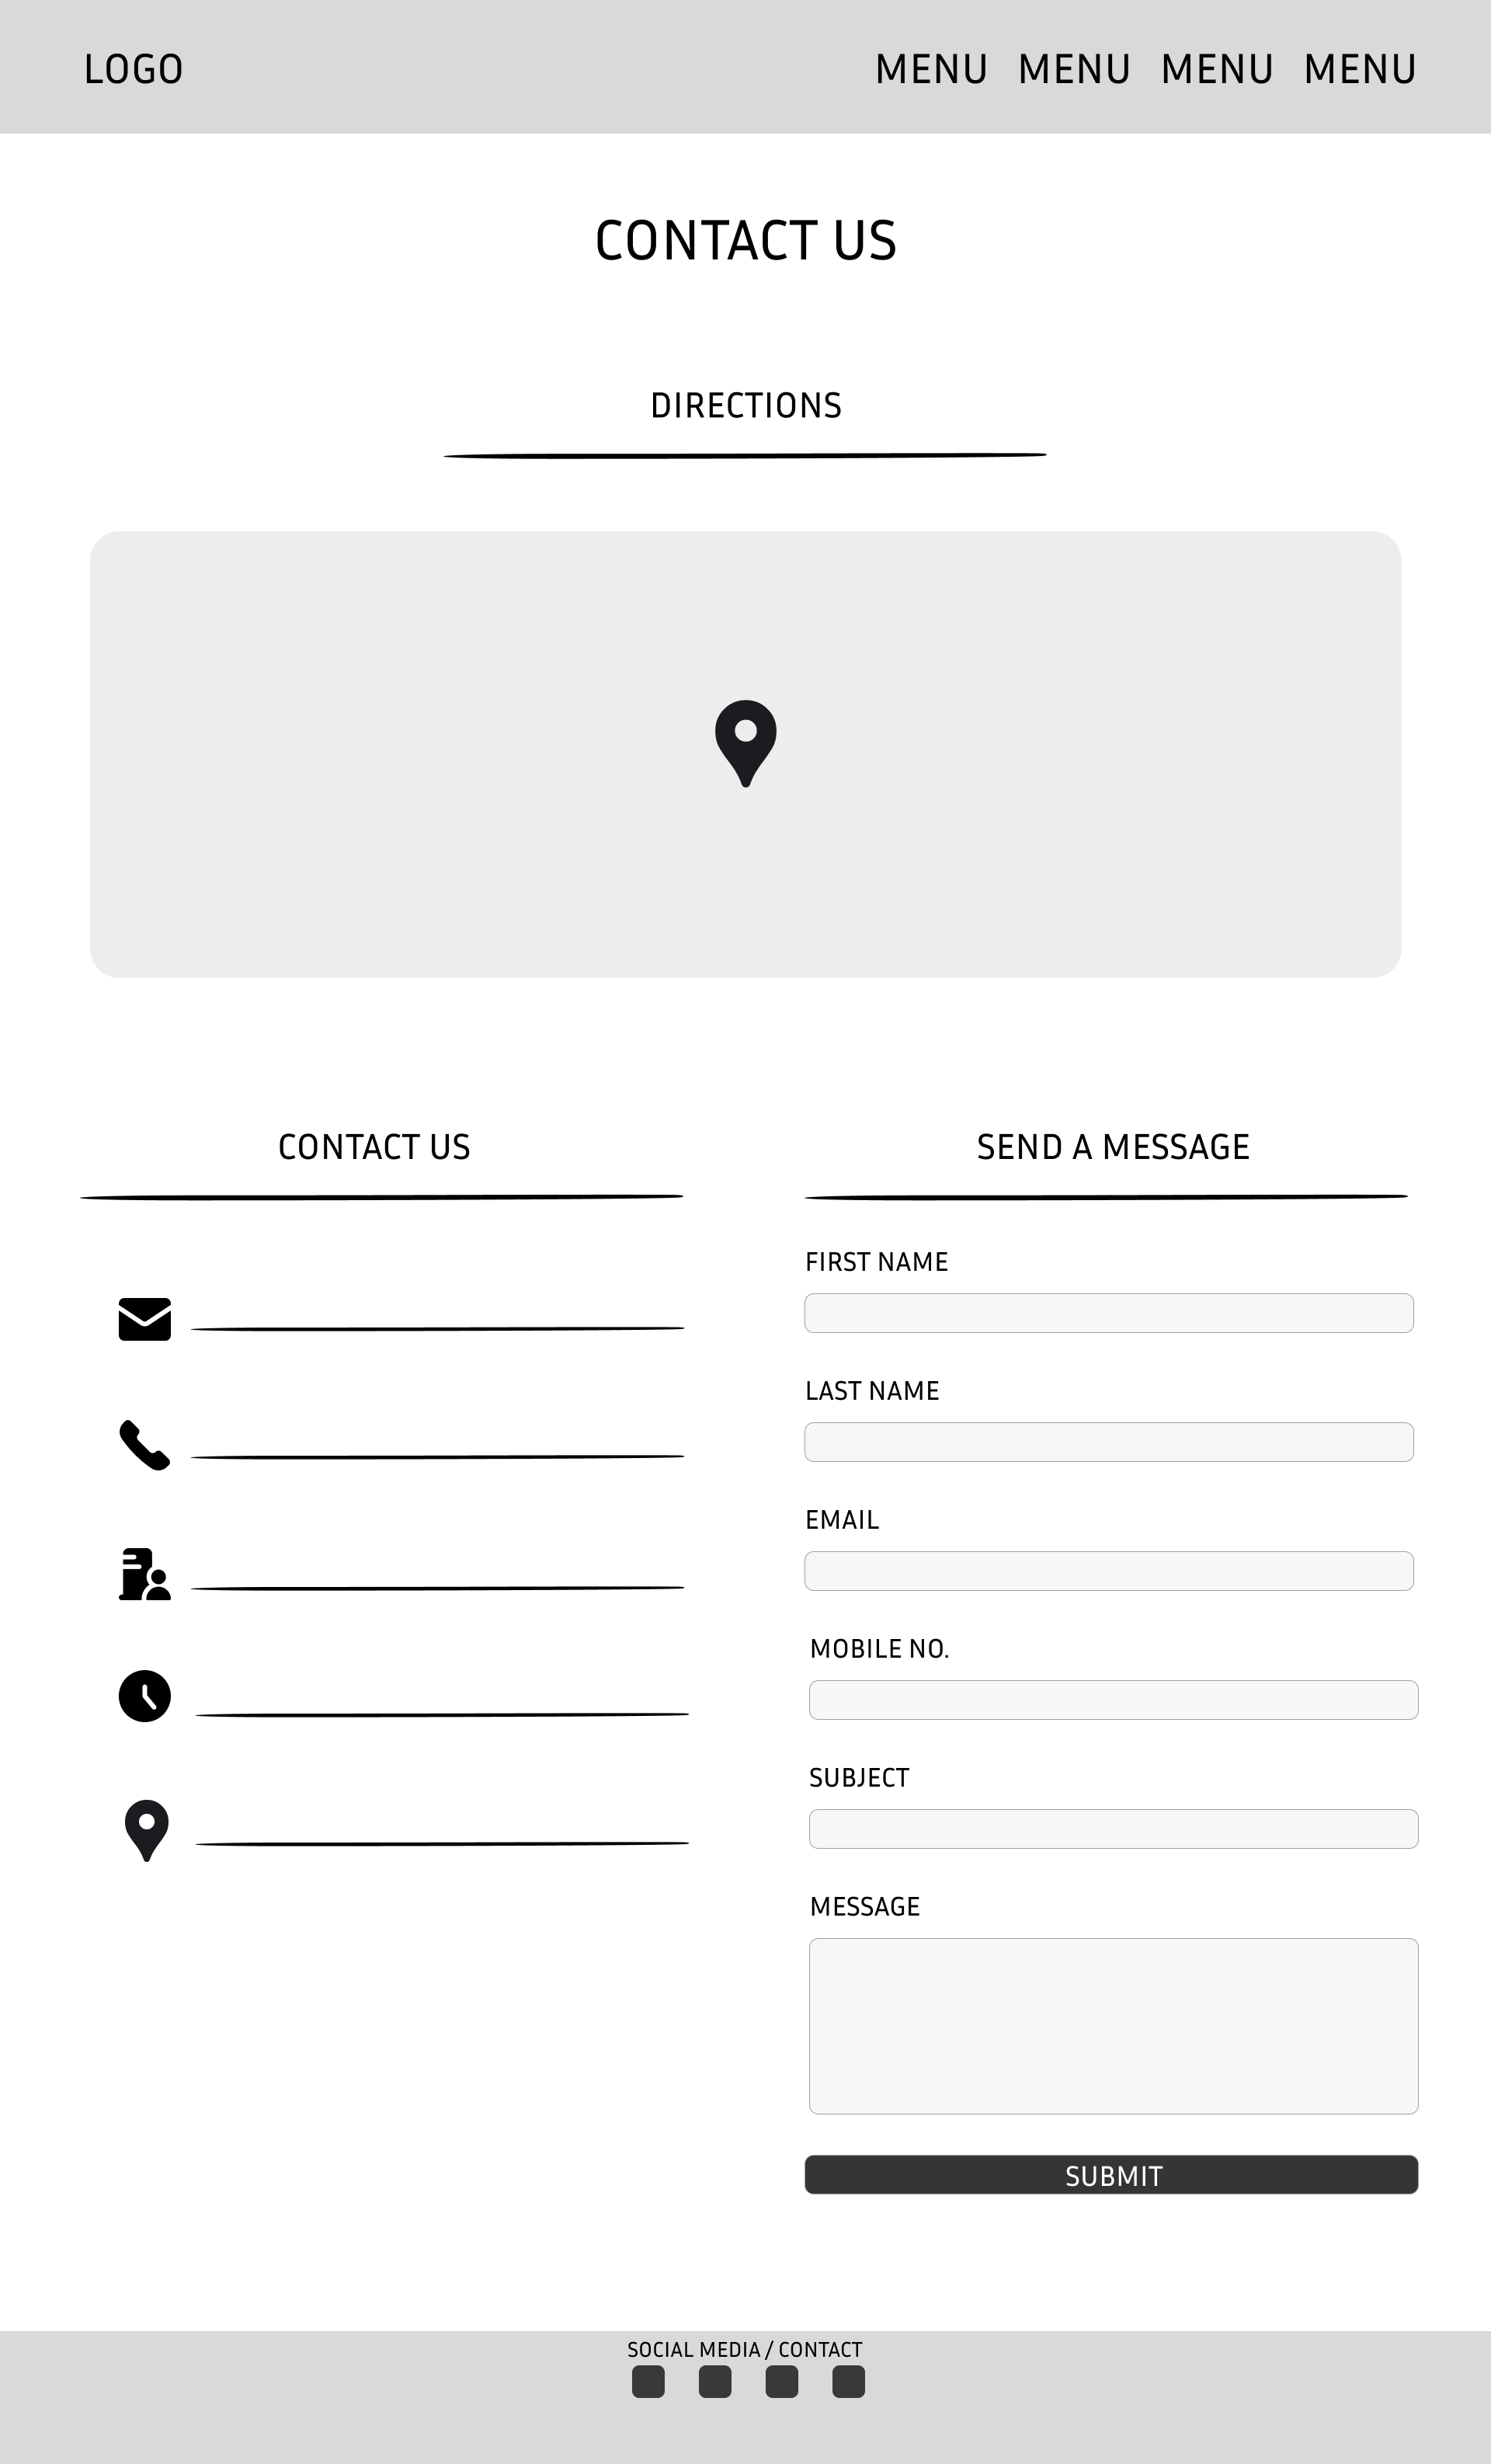 LOGO
MENU MENU MENU MENU
CONTACT US
DIRECTIONS
CONTACT US
SEND A MESSAGE
FIRST NAME
LAST NAME
EMAIL
MOBILE NO.
SUBJECT
MESSAGE
SUBMIT
SOCIAL MEDIA / CONTACT